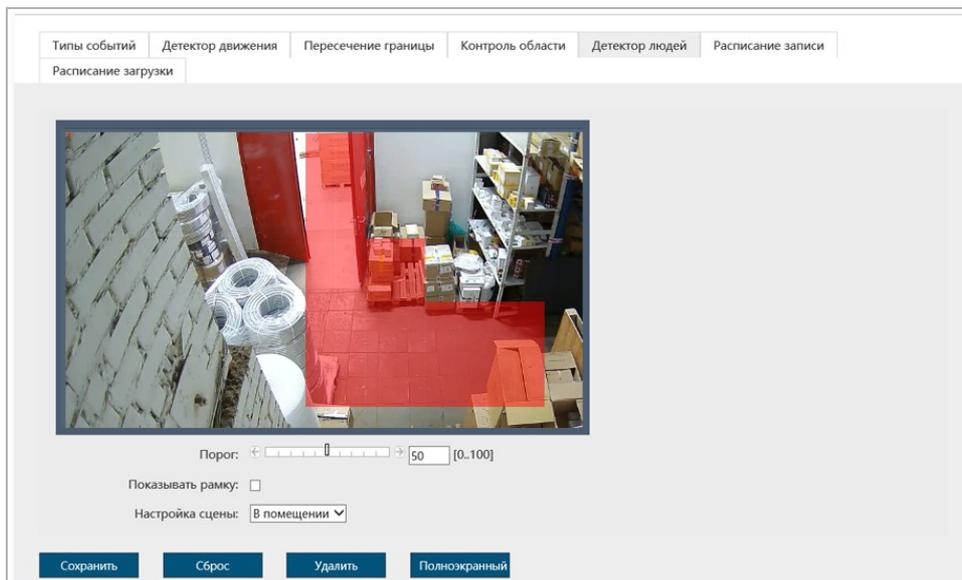 Типы событий Детектор движения Пересечение границы Контроль области Детектор людей Расписание записи
Расписание загрузки
Порог: 50 [0..100]
Показывать рамку:
Настройка сцены: В помещении
Сохранить Сброс Удалить Полноэкранный